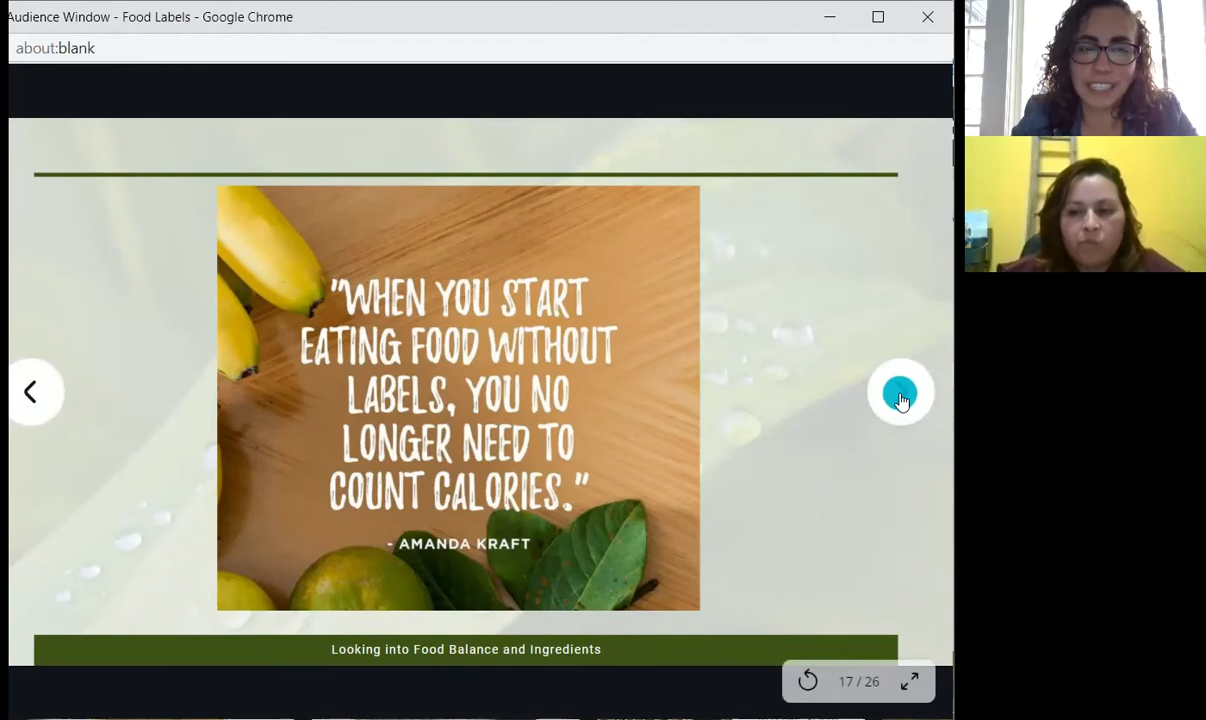 Audience Window - Food Labels - Google Chrome
about:blank
"WHEN YOU START
EATING FOOD WITHOUT
LABELS, YOU NO
LONGER NEED TO
COUNT CALORIES."
- AMANDA KRAFT
Looking into Food Balance and Ingredients
17 / 26